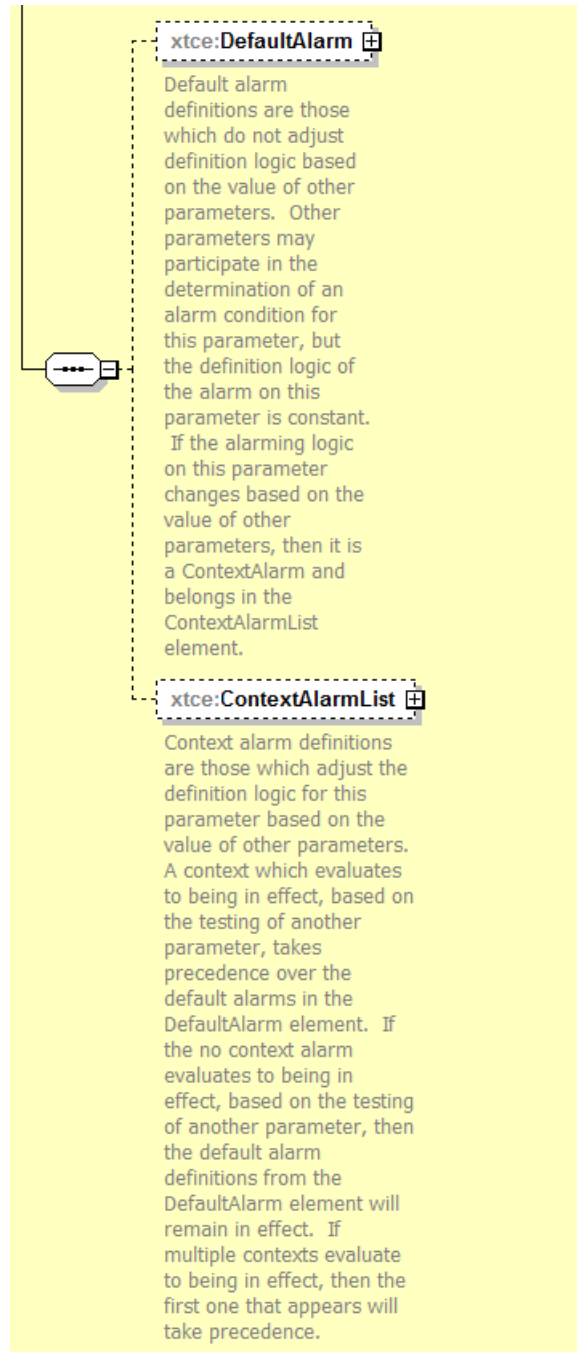 xtce:DefaultAlarm
Default alarm
definitions are those
which do not adjust
definition logic based
on the value of other
parameters.  Other
parameters may
participate in the
determination of an
alarm condition for
this parameter, but
the definition logic of
the alarm on this
parameter is constant.
If the alarming logic
on this parameter
changes based on the
value of other
parameters, then it is
a ContextAlarm and
belongs in the
ContextAlarmList
element.
xtce:ContextAlarmList
Context alarm definitions
are those which adjust the
definition logic for this
parameter based on the
value of other parameters.
A context which evaluates
to being in effect, based on
the testing of another
parameter, takes
precedence over the
default alarms in the
DefaultAlarm element.  If
the no context alarm
evaluates to being in
effect, based on the testing
of another parameter, then
the default alarm
definitions from the
DefaultAlarm element will
remain in effect.  If
multiple contexts evaluate
to being in effect, then the
first one that appears will
take precedence.